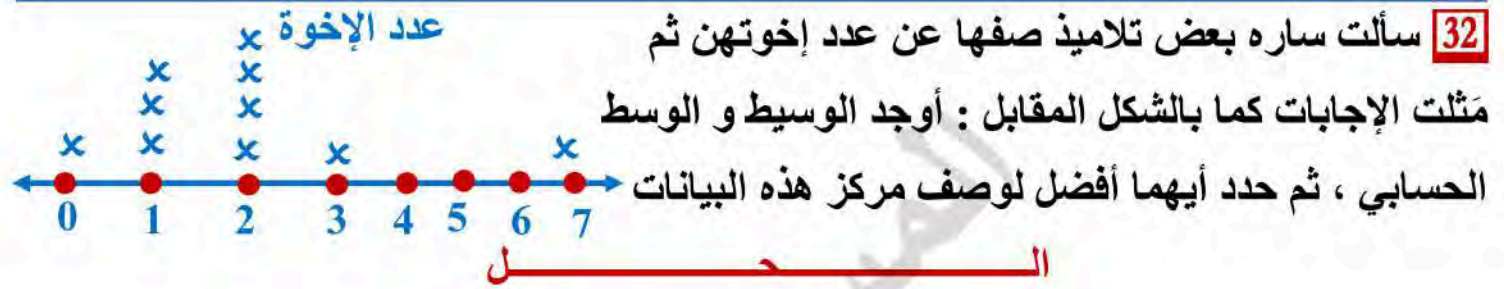 32 سألت ساره بعض تلاميذ صفها عن عدد إخوتهن ثم
مَثلت الإجابات كما بالشكل المقابل : أوجد الوسيط و الوسط
الحسابي ، ثم حدد أيهما أفضل لوصف مركز هذه البيانات
عدد الإخوة
x
x x
x x
x x x x x
0 1 2 3 4 5 6 7
الـــــــــحـــــــــل